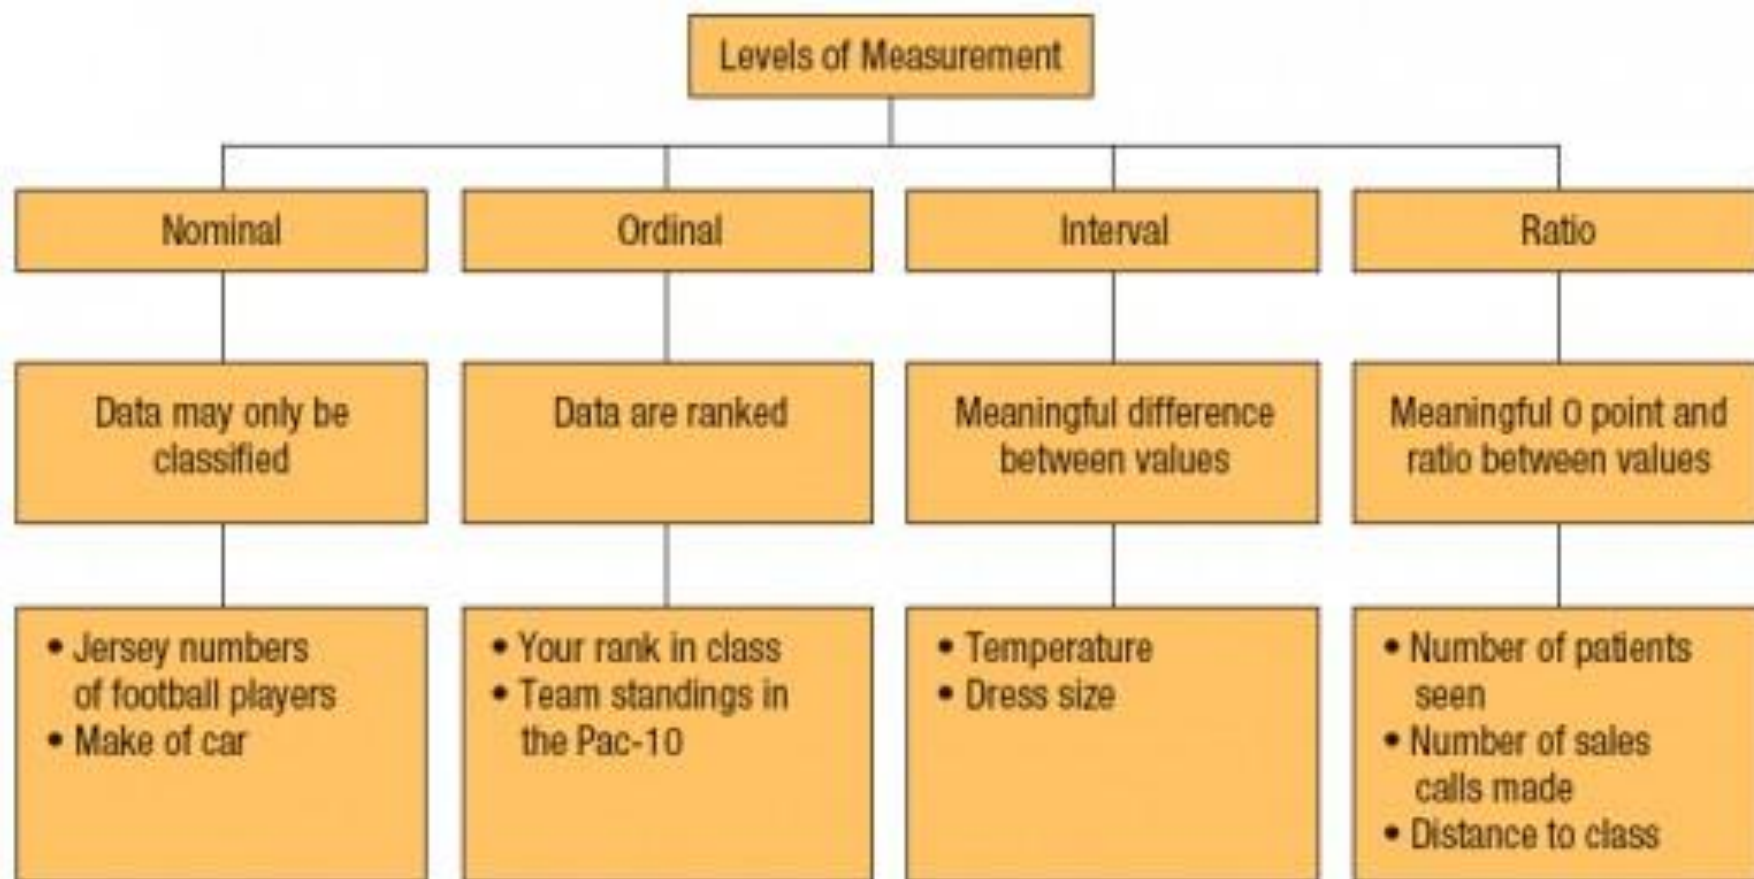 Levels of Measurement
Nominal
Ordinal
Interval
Ratio
Data may only be
classified
Data are ranked
Meaningful difference
between values
Meaningful 0 point and
ratio between values
• Jersey numbers
of football players
• Make of car
• Your rank in class
• Team standings in
the Pac-10
• Temperature
• Dress size
• Number of patients
seen
• Number of sales
calls made
• Distance to class